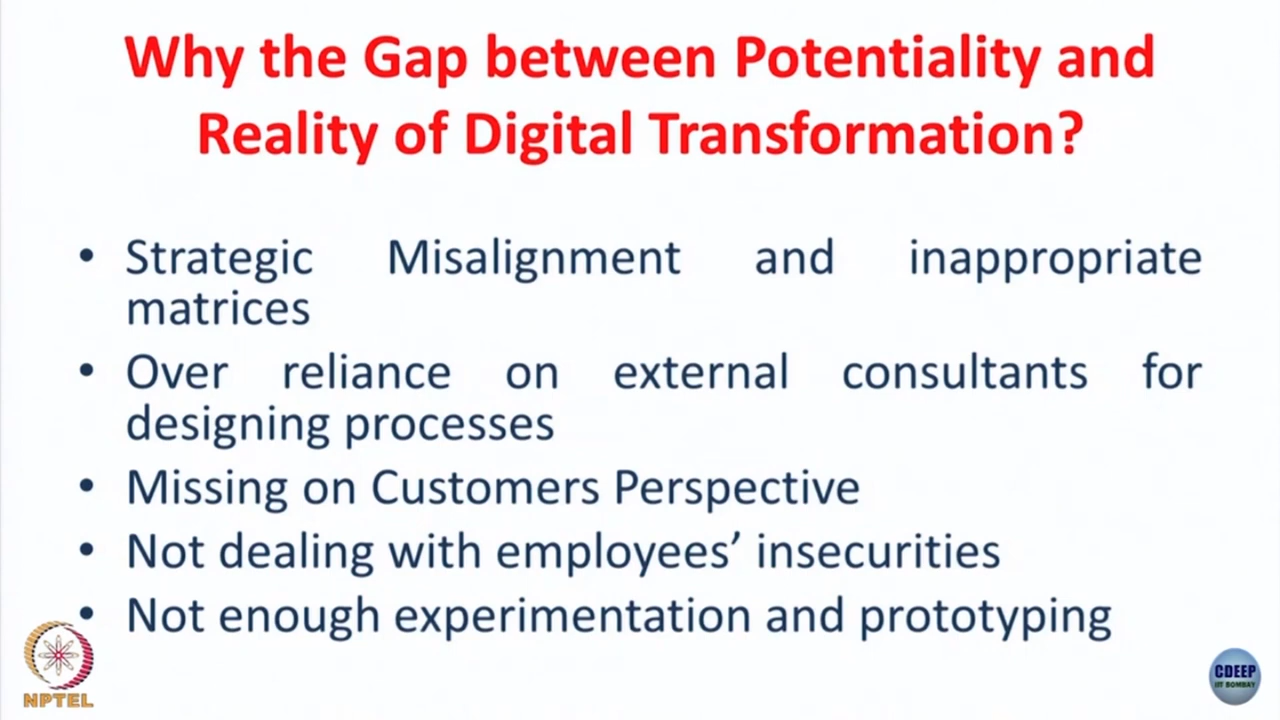 Why the Gap between Potentiality and
Reality of Digital Transformation?
• Strategic Misalignment and inappropriate
matrices
• Over reliance on external consultants for
designing processes
• Missing on Customers Perspective
• Not dealing with employees’ insecurities
• Not enough experimentation and prototyping
NPTEL
CDEEP
IIT BOMBAY